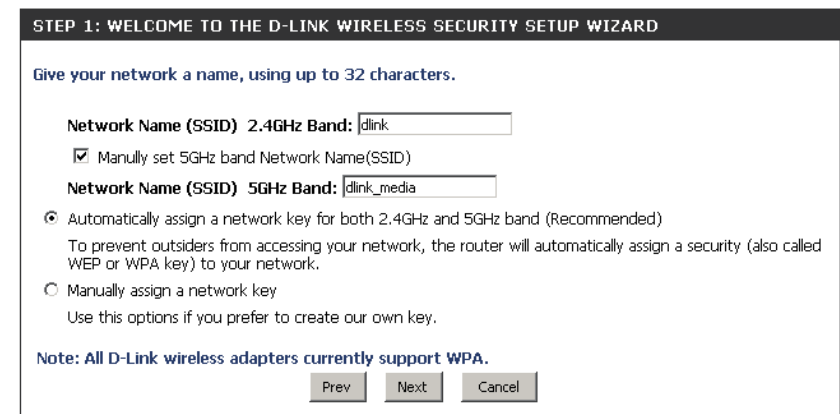 STEP 1: WELCOME TO THE D-LINK WIRELESS SECURITY SETUP WIZARD
Give your network a name, using up to 32 characters.
Network Name (SSID) 2.4GHz Band: dlink
Manully set 5GHz band Network Name(SSID)
Network Name (SSID) 5GHz Band: dlink_media
Automatically assign a network key for both 2.4GHz and 5GHz band (Recommended)
To prevent outsiders from accessing your network, the router will automatically assign a security (also called
WEP or WPA key) to your network.
Manually assign a network key
Use this options if you prefer to create our own key.
Note: All D-Link wireless adapters currently support WPA.
Prev Next Cancel